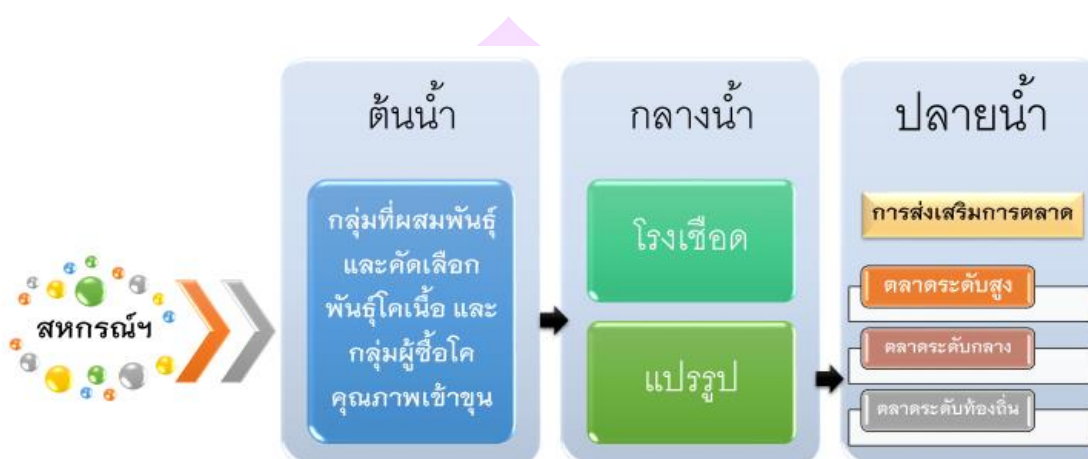 สหกรณ์ฯ
ต้นน้ำ
กลุ่มที่ผสมพันธุ์
และคัดเลือก
พันธุ์โคเนื้อ และ
กลุ่มผู้ซื้อโค
คุณภาพเข้าขุน
กลางน้ำ
โรงเชือด
แปรรูป
ปลายน้ำ
การส่งเสริมการตลาด
ตลาดระดับสูง
ตลาดระดับกลาง
ตลาดระดับท้องถิ่น